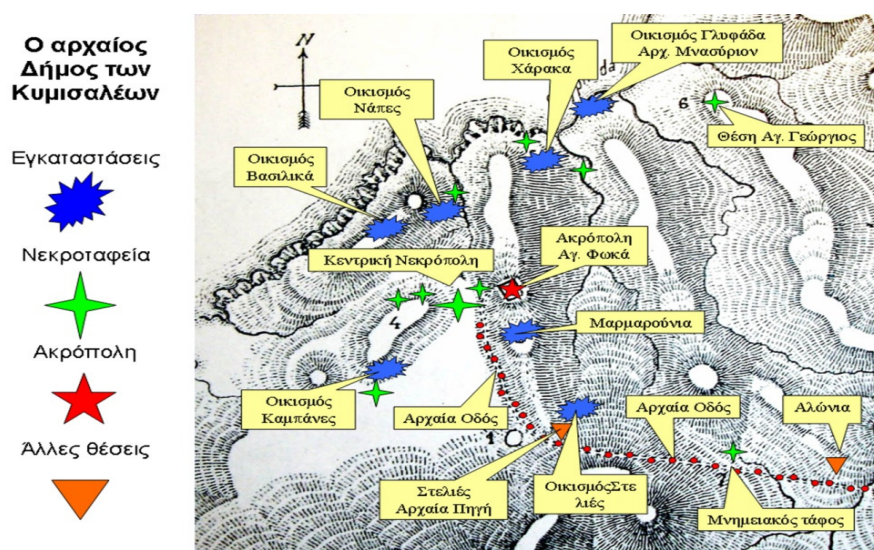 Ο αρχαίος
Δήμος των
Κυμισαλέων
Εγκαταστάσεις
Νεκροταφεία
Ακρόπολη
Άλλες θέσεις
N
Οικισμός
Χάρακα
Οικισμός Γλυφάδα
Αρχ. Μνασύριον
da
Οικισμός
Νάπες
6
Θέση Αγ. Γεώργιος
Οικισμός
Βασιλικά
Κεντρική Νεκρόπολη
Ακρόπολη
Αγ. Φωκά
4
Μαρμαρούνια
Οικισμός
Καμπάνες
Αρχαία Οδός
Αρχαία Οδός
Αλώνια
1
Στελιές
Αρχαία Πηγή
ΟικισμόςΣτε
λιές
7
Μνημειακός τάφος